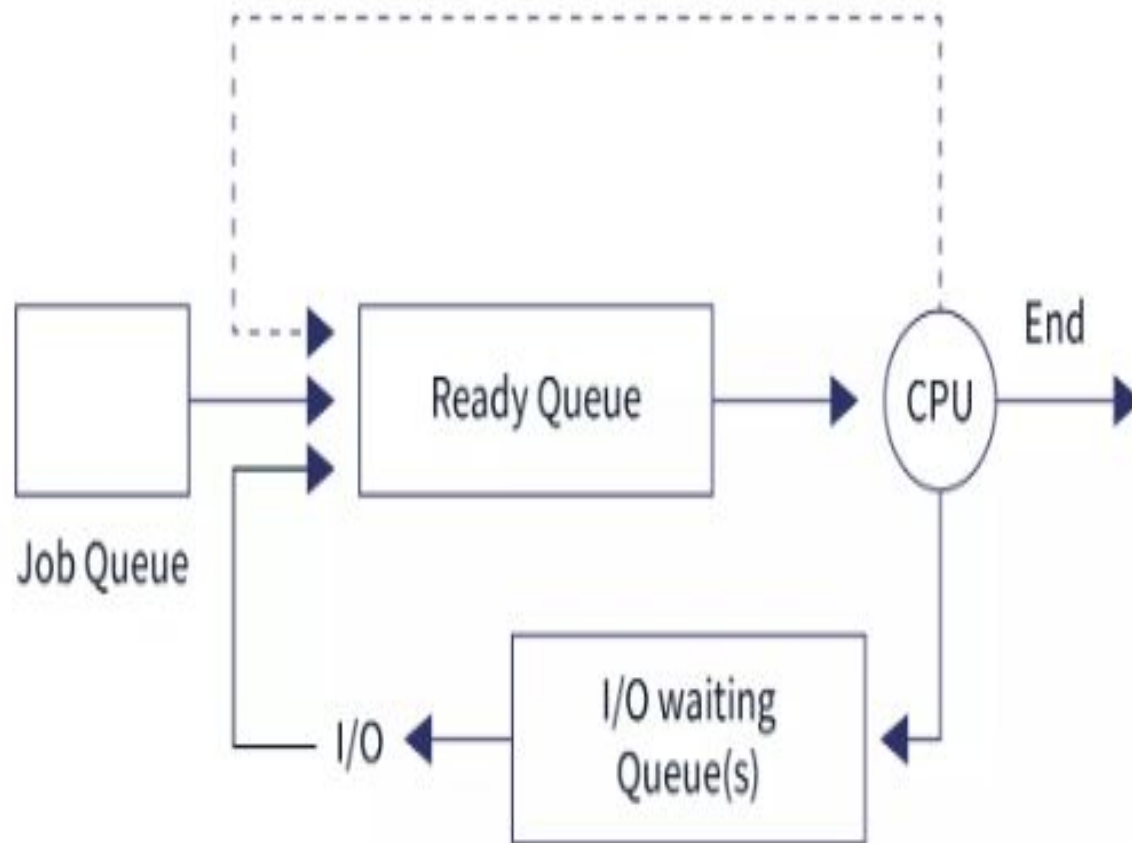 End
Ready Queue
CPU
Job Queue
I/O waiting
Queue(s)
I/O